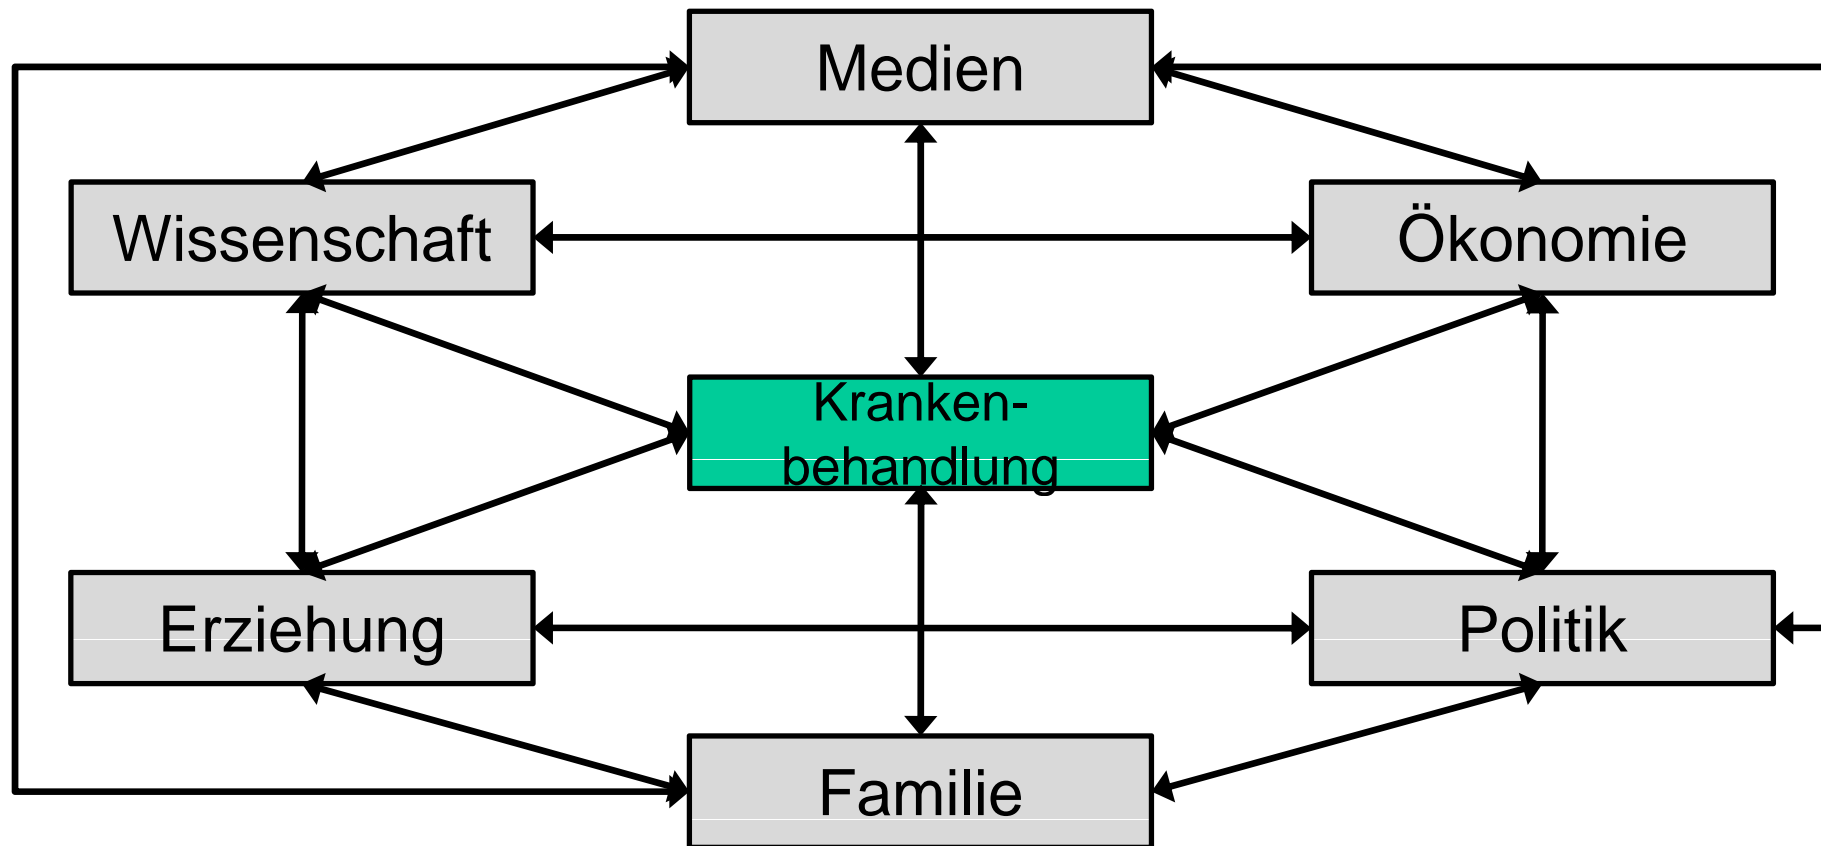 Medien
Wissenschaft
Ökonomie
Kranken-
behandlung
Erziehung
Politik
Familie